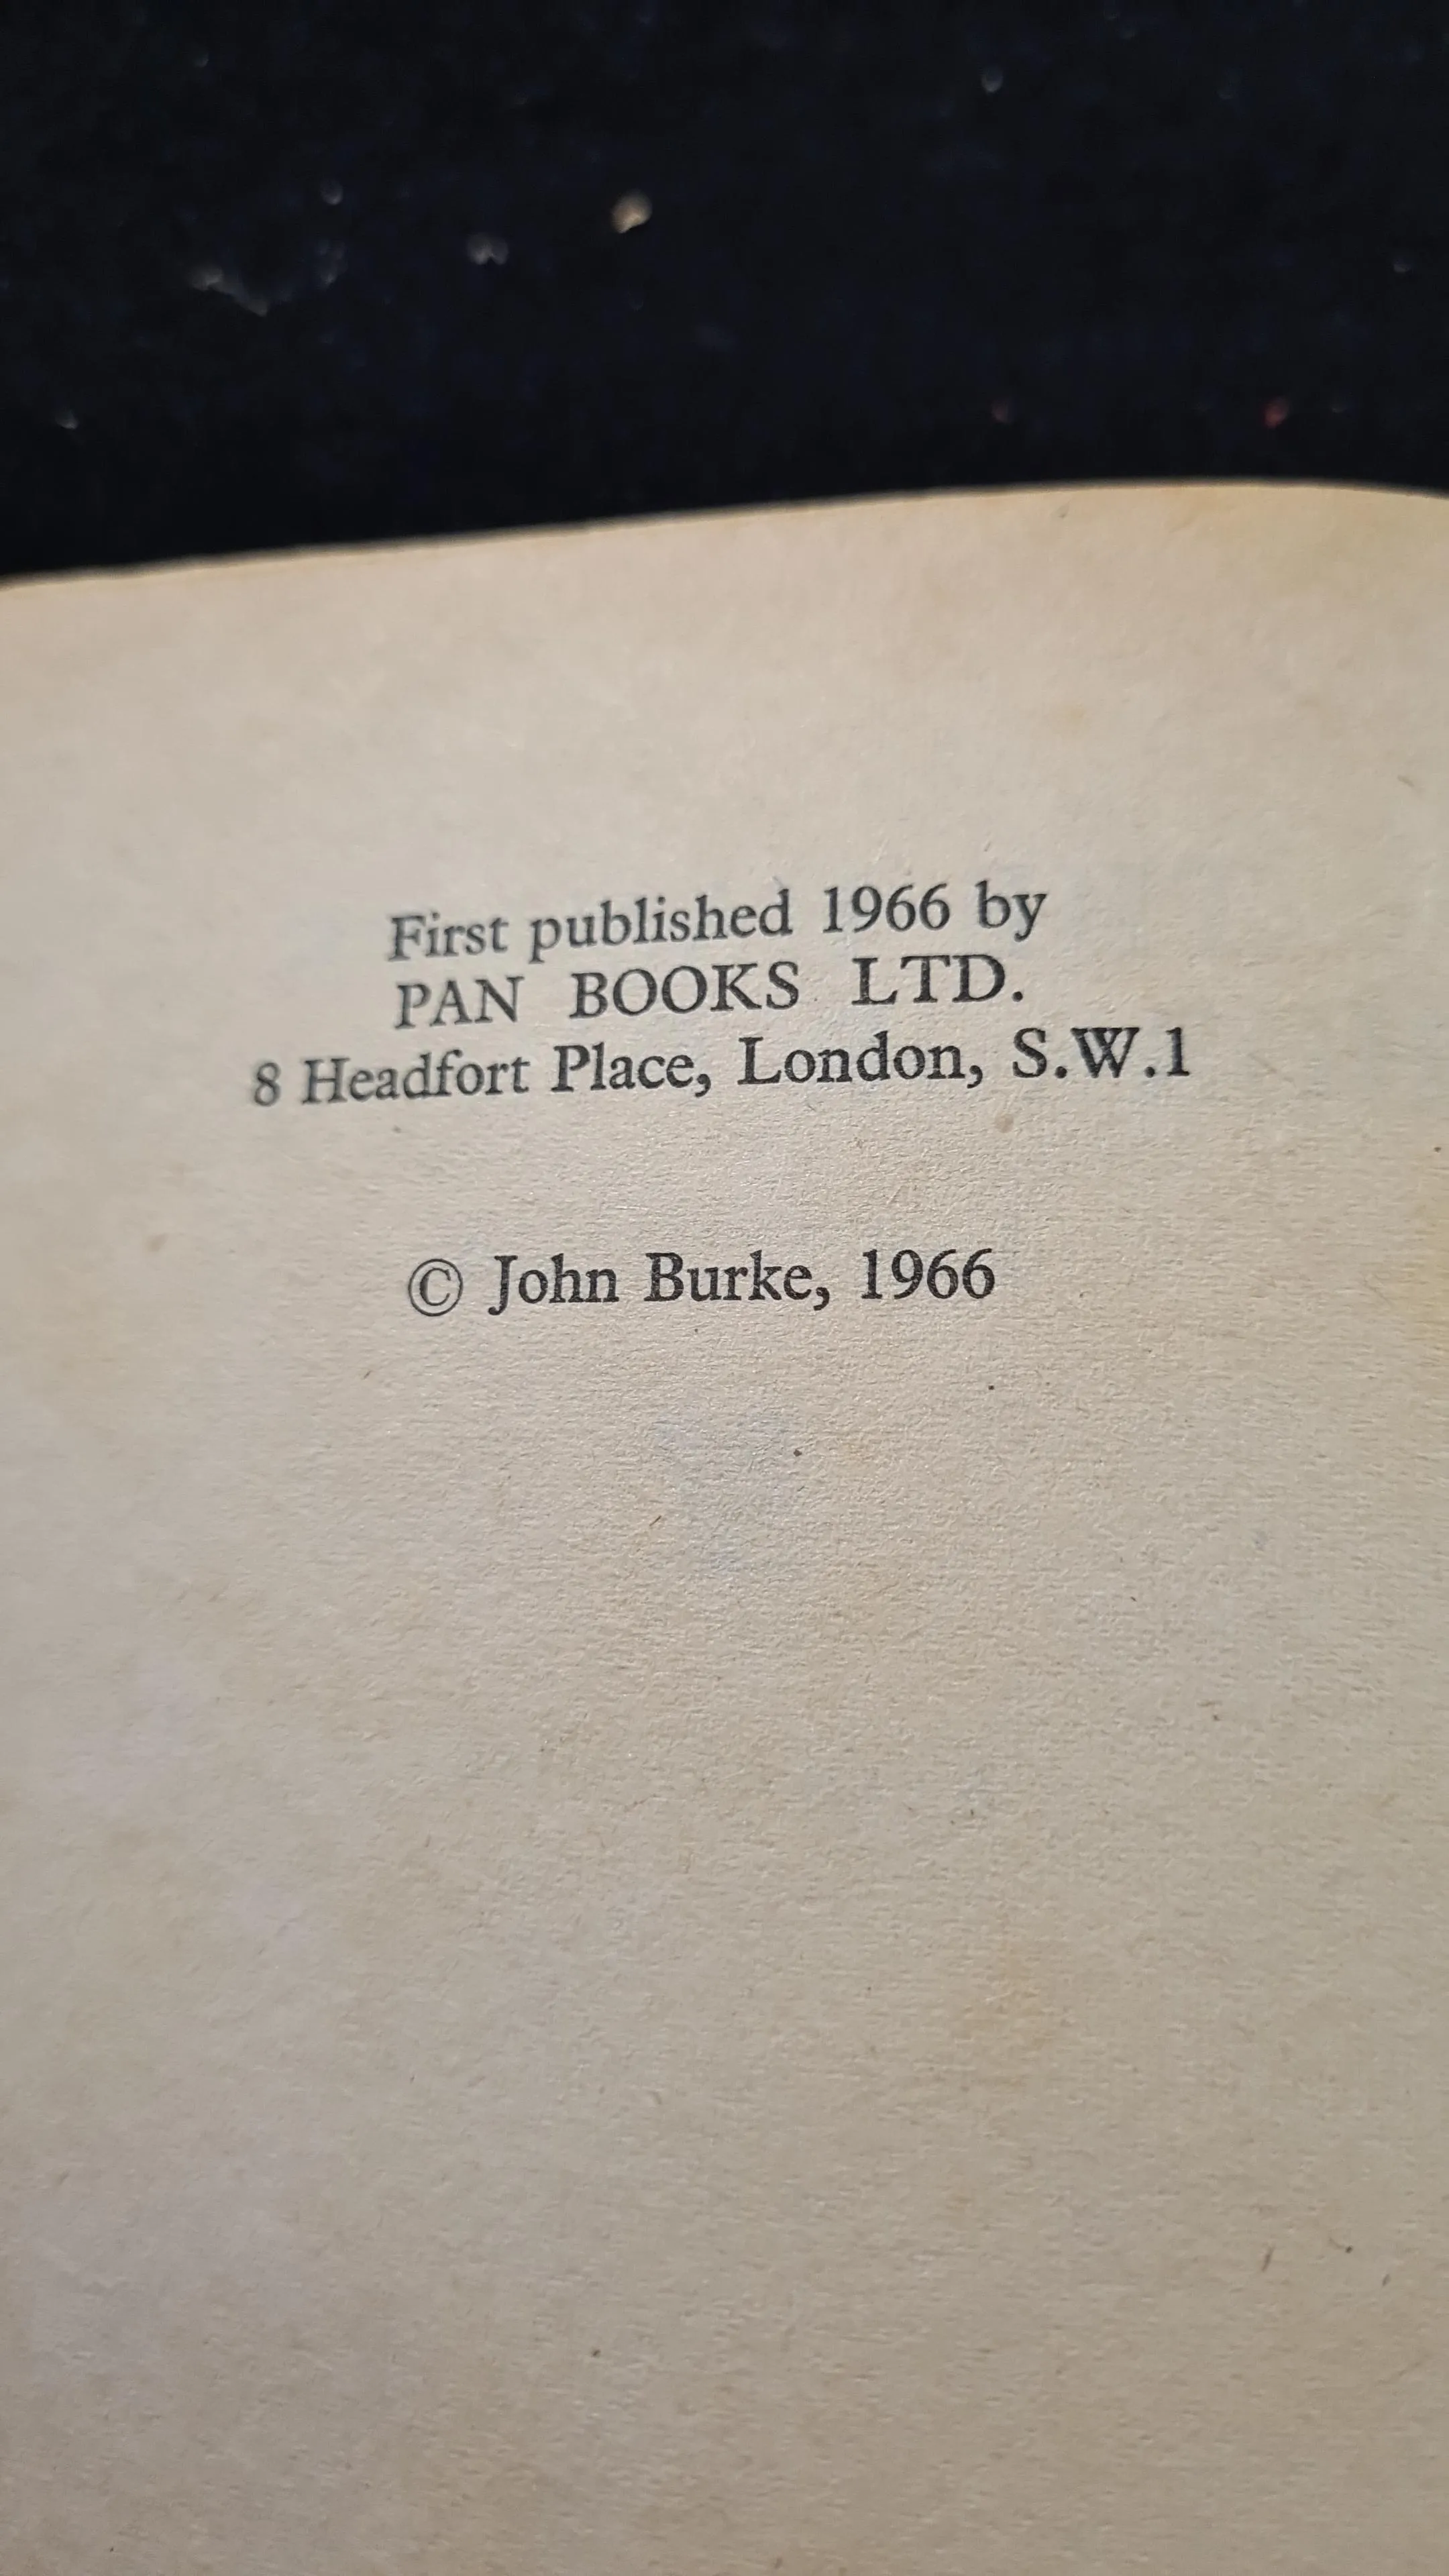 First published 1966 by
PAN BOOKS LTD.
8 Headfort Place, London, S.W.1
© John Burke, 1966